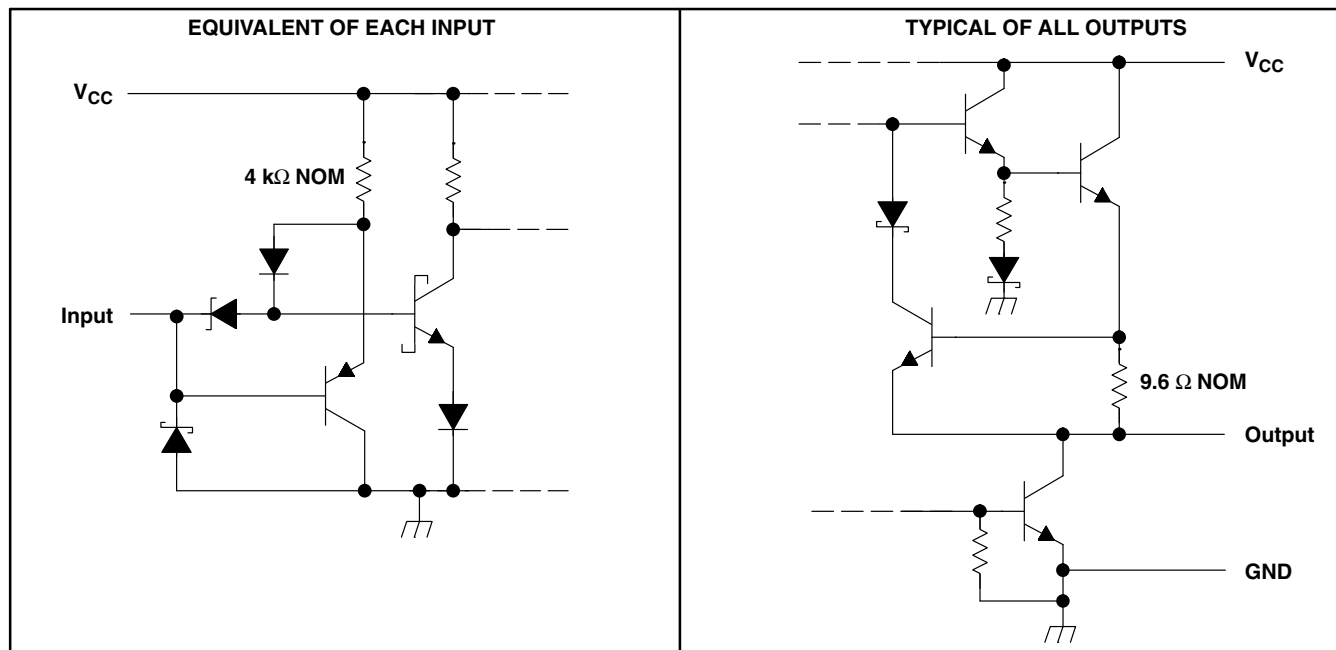 EQUIVALENT OF EACH INPUT
VCC
4 kΩ NOM
Input
TYPICAL OF ALL OUTPUTS
VCC
9.6 Ω NOM
Output
GND